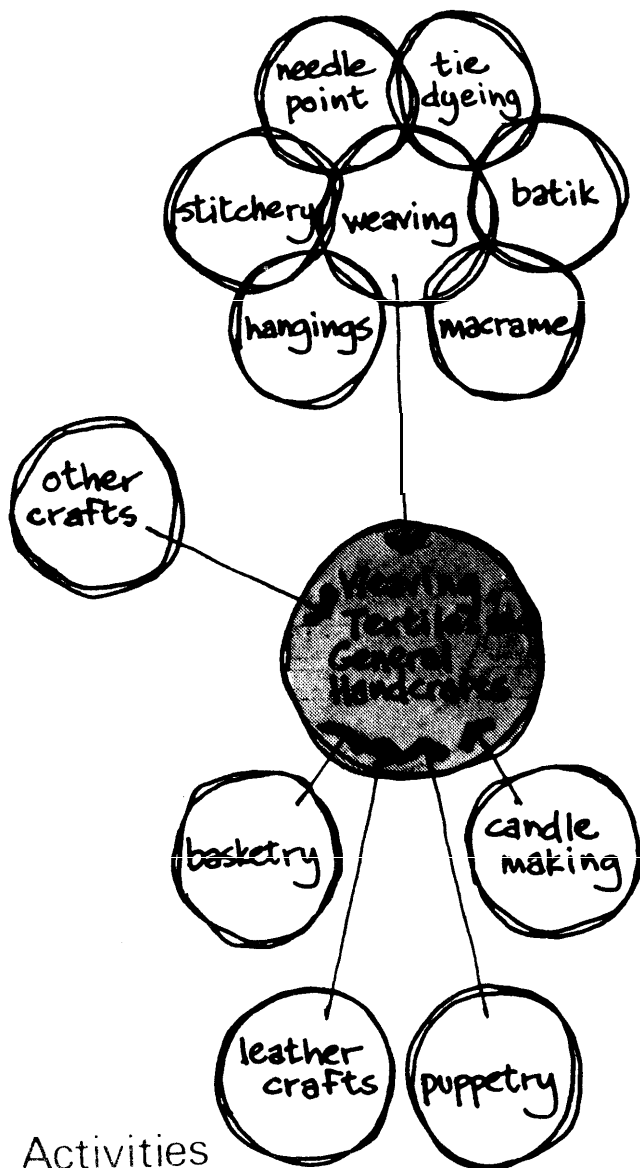 needle
point
tie
dyeing
stitchery
weaving
batik
hangings
macrame
other
crafts
Weaving
Textiles
General
Handcrafts
basketry
candle
making
leather
crafts
puppetry
Activities